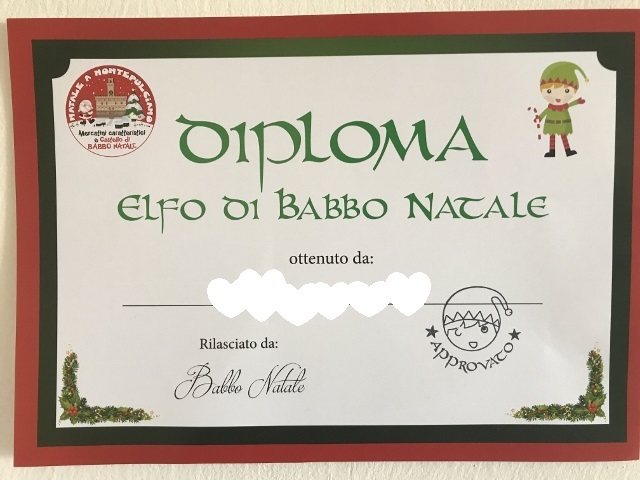 NATALE A MONTEPULCIANO
Mercatini caratteristici
e Castello di
BABBO NATALE
DIPLOMA
ELFO DI BABBO NATALE
ottenuto da:
Rilasciato da:
Babbo Natale
APPROVATO